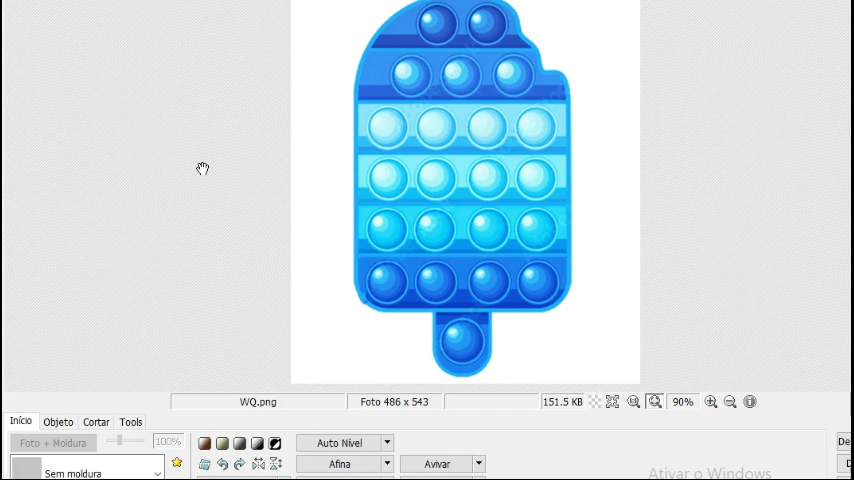 WQ.png Foto 486 x 543 151.5 KB 90%
Início Objeto Cortar Tools
Foto + Moldura 100% Auto Nível
Sem moldura Afina Avivar
Ativar o Windows